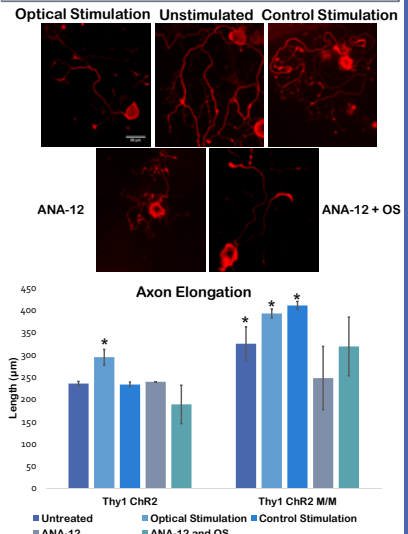 Optical Stimulation Unstimulated Control Stimulation
ANA-12
ANA-12 + OS
Axon Elongation
Length (µm)
450
400
350
300
250
200
150
100
50
0
*
*
*
*
Thy1 ChR2
Thy1 ChR2 M/M
Untreated
Optical Stimulation
Control Stimulation
ANA-12
ANA-12 and OS